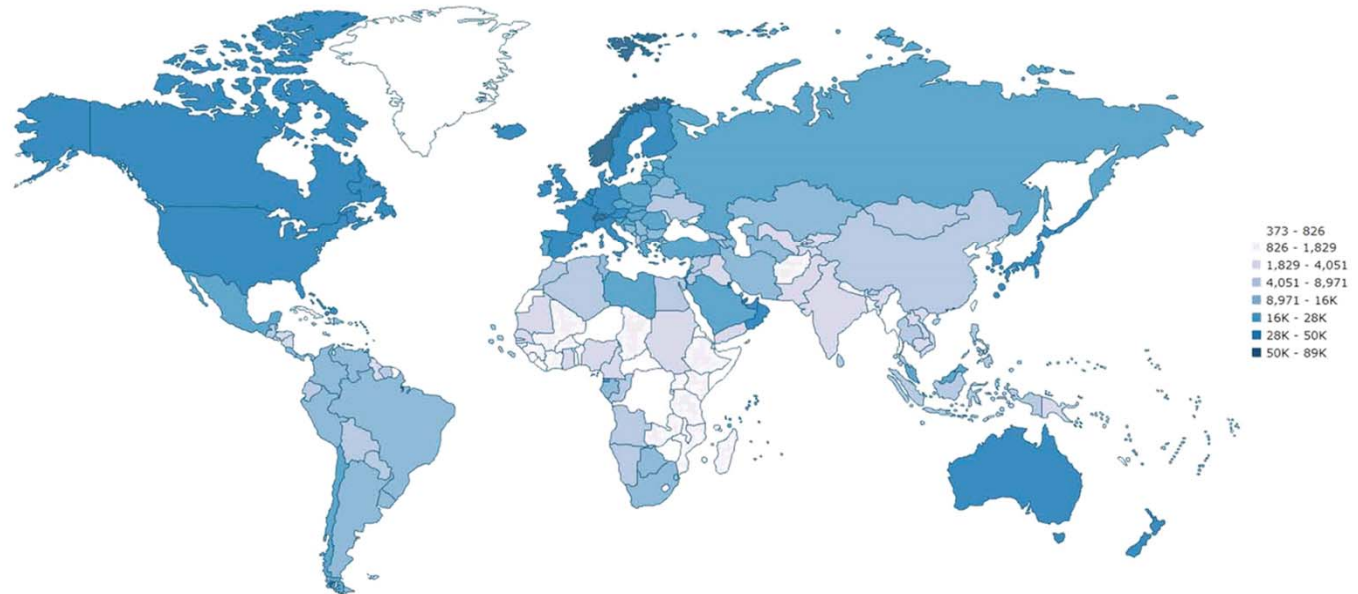 373 - 826
826 - 1,829
1,829 - 4,051
4,051 - 8,971
8,971 - 16K
16K - 28K
28K - 50K
50K - 89K